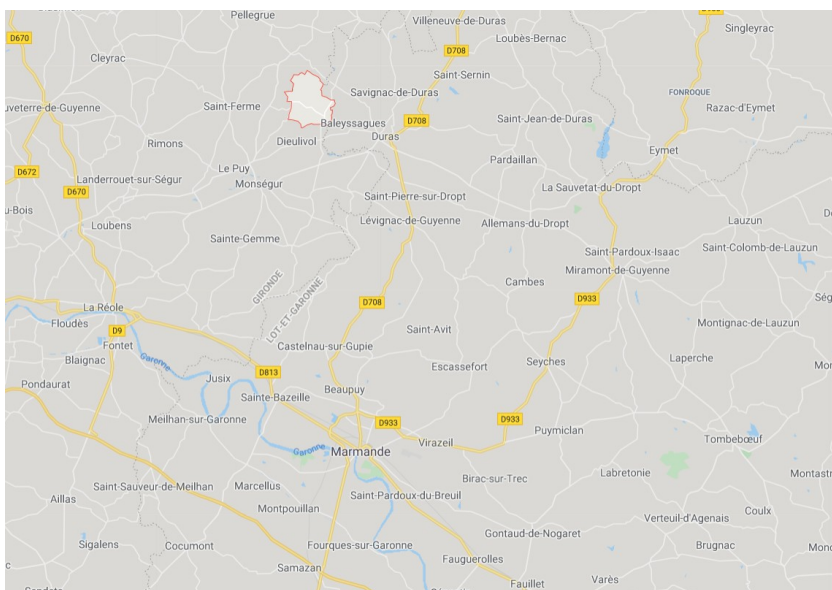 Pellegrue
Villeneuve-de-Duras
Singleyrac
D670
D708
Loubès-Bernac
Cleyrac
Saint-Sernin
FONROQUE
Savignac-de-Duras
uveterre-de-Guyenne
Saint-Ferme
Razac-d'Eymet
Baleyssagues
D708
Saint-Jean-de-Duras
Duras
Rimons
Dieulivol
Eymet
Pardaillan
D672
Le Puy
Landerrouet-sur-Ségur
Monségur
D670
La Sauvetat-du-Dropt
Saint-Pierre-sur-Dropt
u-Bois
Loubens
Lévignac-de-Guyenne
Allemans-du-Dropt
Lauzun
Sainte-Gemme
Saint-Pardoux-Isaac
Saint-Colomb-de-Lauzun
Miramont-de-Guyenne
GIRONDE
LOT-ET-GARONNE
Cambes
La Réole
D708
D933
Ség
Floudès
D9
Saint-Avit
Montignac-de-Lauzun
Fontet
Castelnau-sur-Gupie
Blaignac
Garonne
Escassefort
Seyches
Laperche
Mor
D813
Jusix
Pondaurat
Beaupuy
Sainte-Bazeille
Meilhan-sur-Garonne
D933
D933
Puymiclan
Virazeil
Tombebœuf
Garonne
Marmande
Labretonie
Montastr
Saint-Sauveur-de-Meilhan
Marcellus
Birac-sur-Trec
Saint-Pardoux-du-Breuil
Aillas
Montpouillan
Coulx
Verteuil-d'Agenais
Gontaud-de-Nogaret
Sigalens
Cocumont
Fourques-sur-Garonne
Brugnac
Fauguerolles
Samazan
Varès
Fauillet